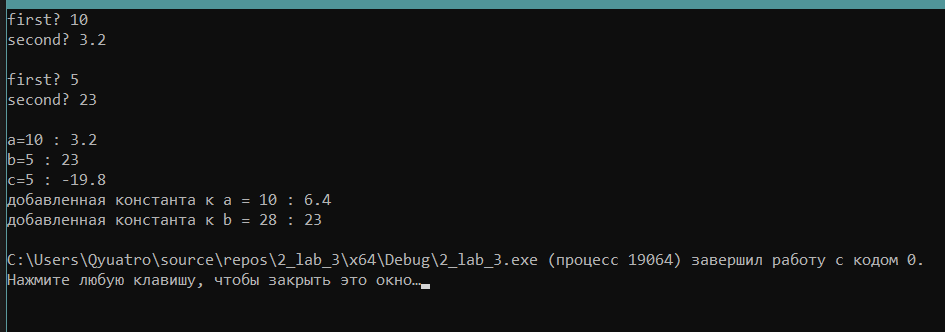 first? 10
second? 3.2
first? 5
second? 23
a=10 : 3.2
b=5 : 23
c=5 : -19.8
добавленная константа к a = 10 : 6.4
добавленная константа к b = 28 : 23
C:\Users\Qyuatro\source\repos\2_lab_3\x64\Debug\2_lab_3.exe (процесс 19064) завершил работу с кодом 0.
Нажмите любую клавишу, чтобы закрыть это окно…